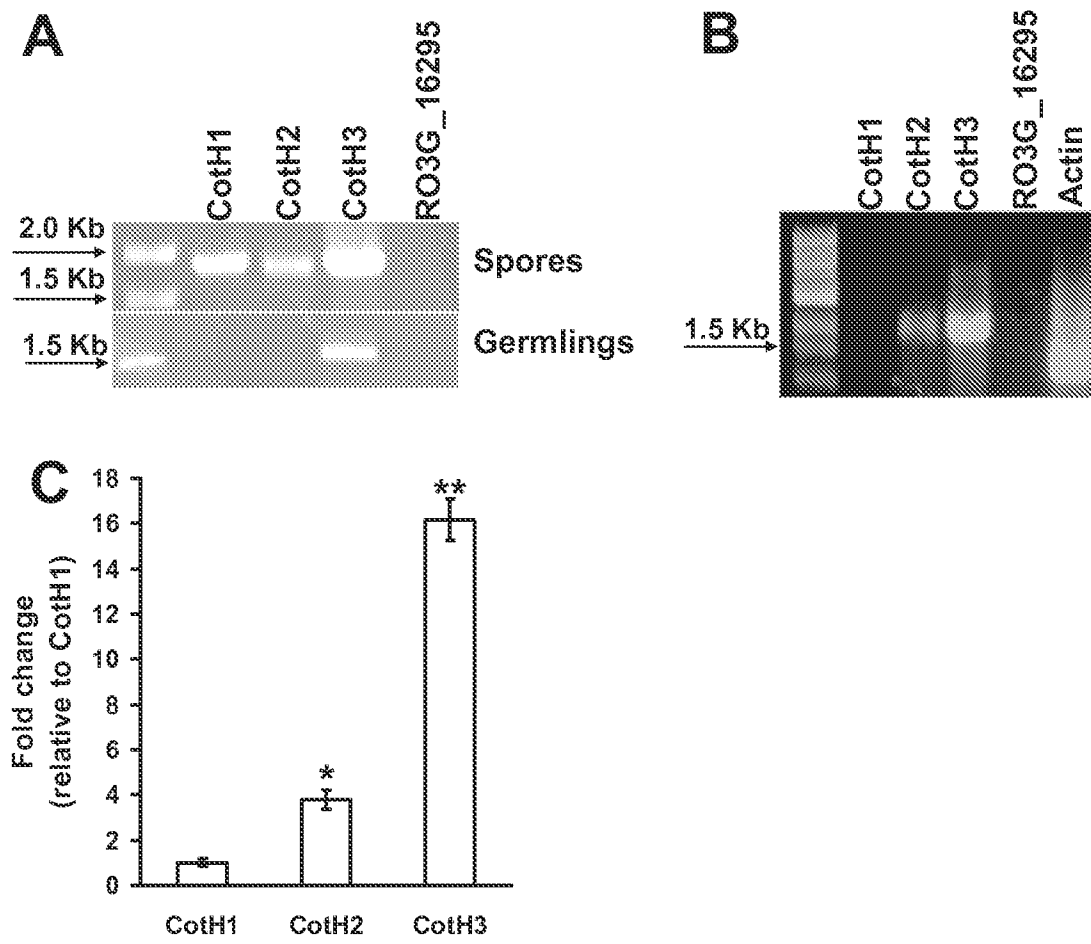 A
CotH1
CotH2
CotH3
RO3G_16295
2.0 Kb
1.5 Kb
Spores
1.5 Kb
Germlings
B
CotH1
CotH2
CotH3
RO3G_16295
Actin
1.5 Kb
C
Fold change
(relative to CotH1)
18
16
14
12
10
8
6
4
2
0
*
**
CotH1
CotH2
CotH3